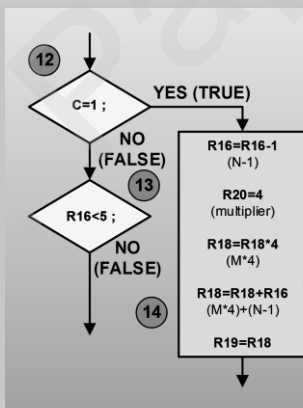 12
C=1 ;
YES (TRUE)
NO
(FALSE)
13
R16<5 ;
NO
(FALSE)
14
R16=R16-1
(N-1)
R20=4
(multiplier)
R18=R18*4
(M*4)
R18=R18+R16
(M*4)+(N-1)
R19=R18